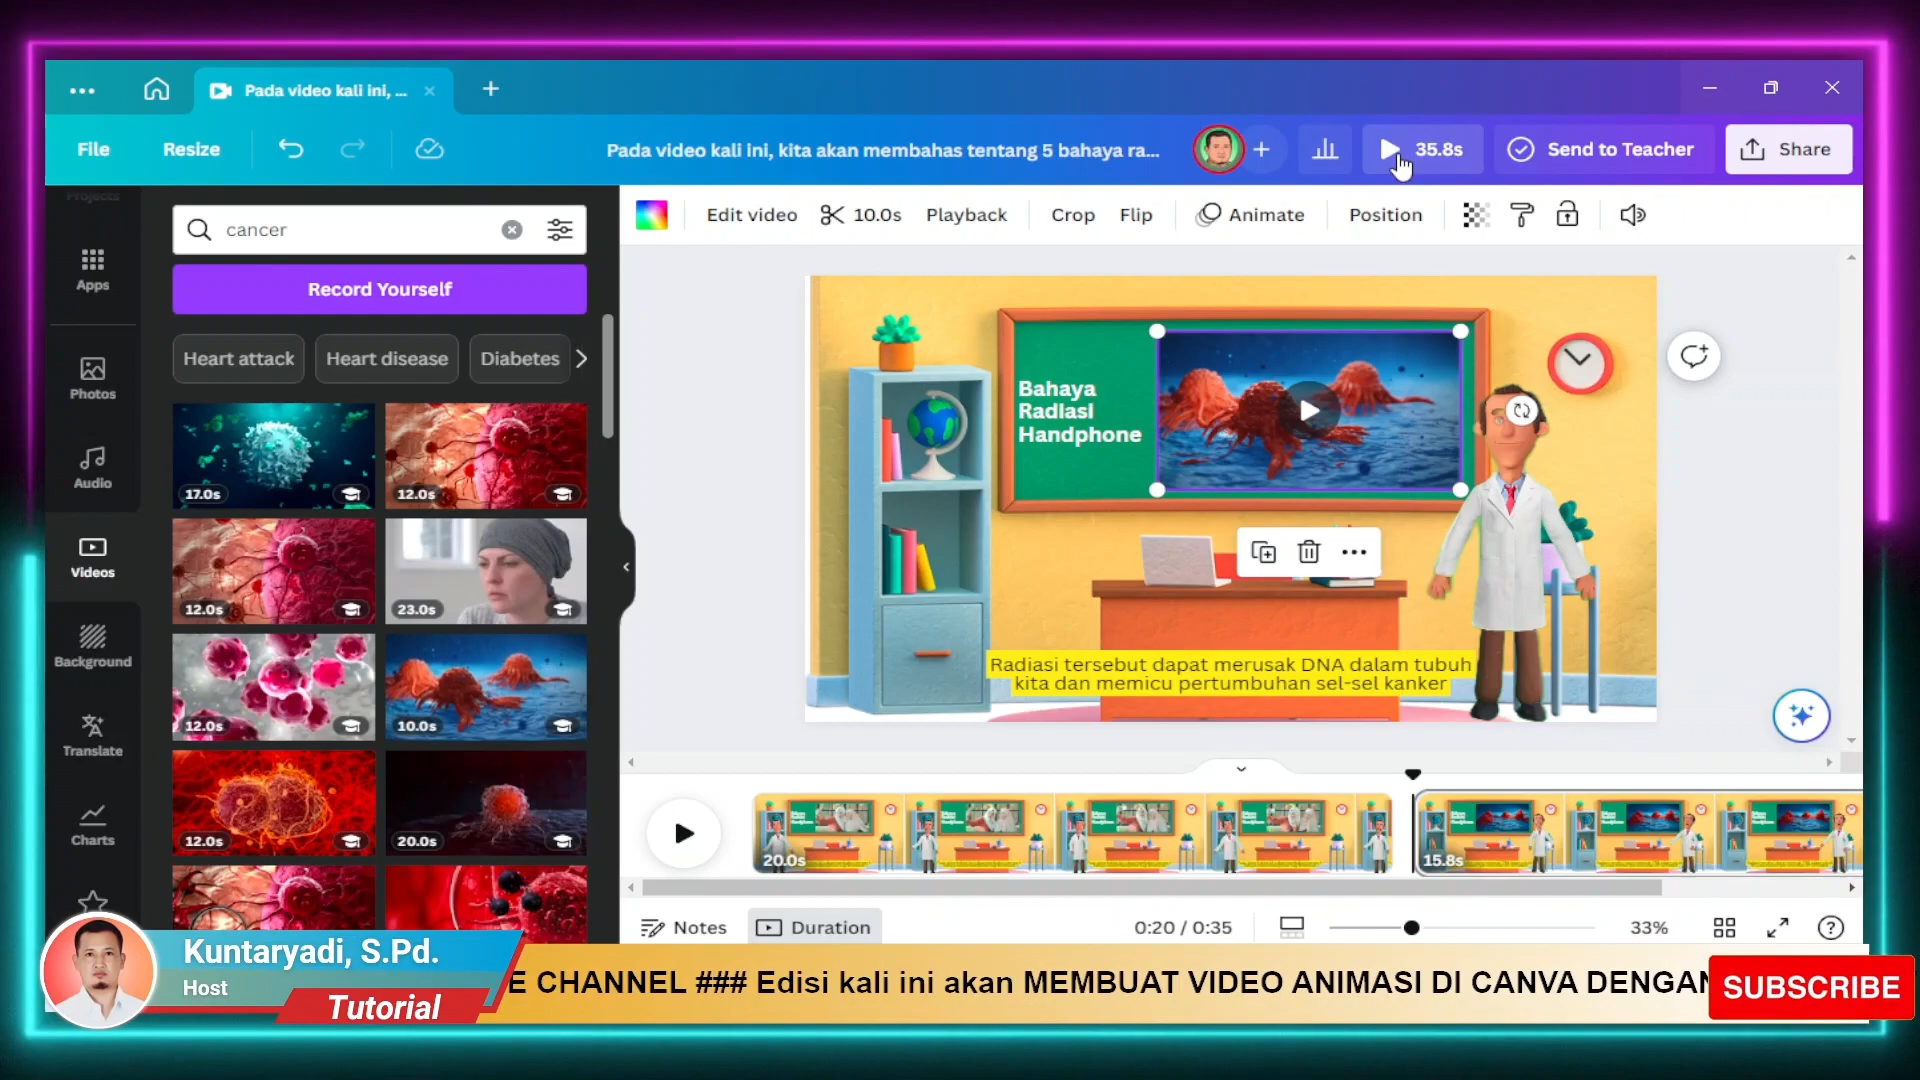 Pada video kali ini, ...
File
Resize
Pada video kali ini, kita akan membahas tentang 5 bahaya ra...
35.8s
Send to Teacher
Share
Projects
Apps
Photos
Audio
Videos
Background
Translate
Charts
cancer
Record Yourself
Heart attack
Heart disease
Diabetes
17.0s
12.0s
12.0s
23.0s
12.0s
10.0s
12.0s
20.0s
Edit video
10.0s
Playback
Crop
Flip
Animate
Position
Bahaya
Radiasi
Handphone
Radiasi tersebut dapat merusak DNA dalam tubuh
kita dan memicu pertumbuhan sel-sel kanker
20.0s
15.8s
Notes
Duration
0:20 / 0:35
33%
Kuntaryadi, S.Pd.
Host
Tutorial
E CHANNEL ### Edisi kali ini akan MEMBUAT VIDEO ANIMASI DI CANVA DENGAN
SUBSCRIBE